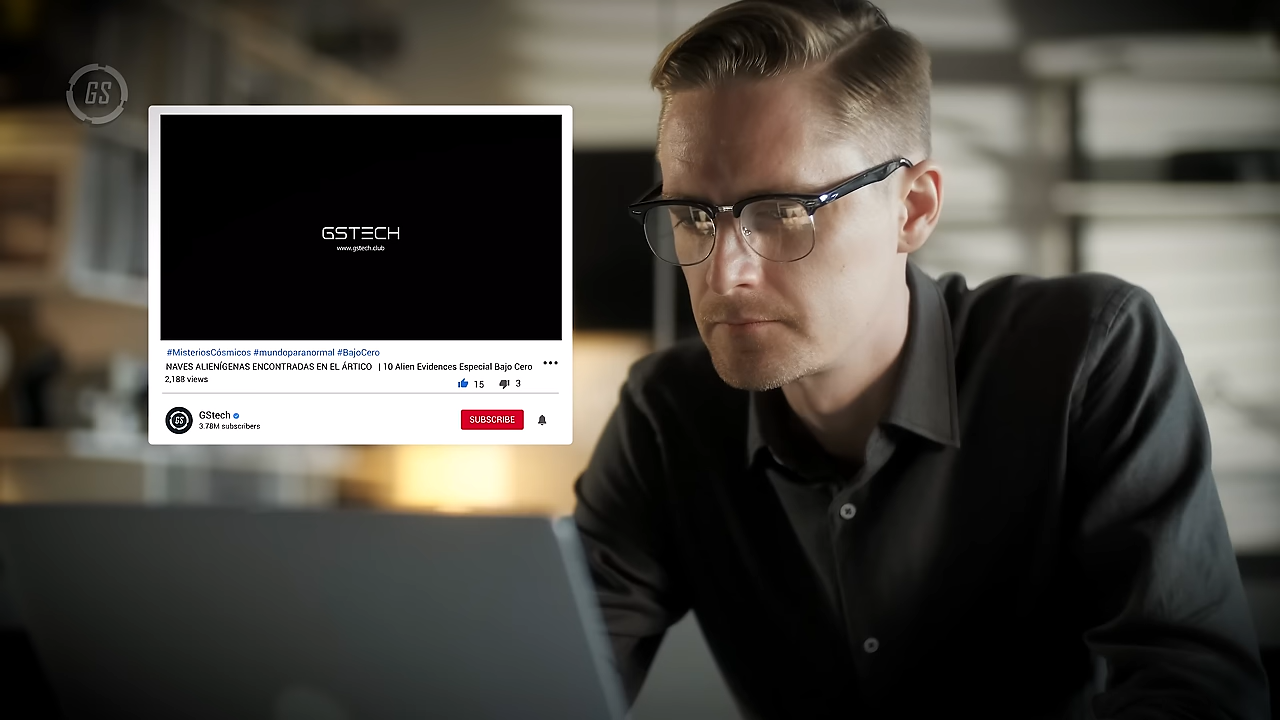 GS
GSTECH
www.gstech.club
#MisteriosCósmicos #mundoparanormal #BajoCero
NAVES ALIENÍGENAS ENCONTRADAS EN EL ÁRTICO | 10 Alien Evidences Especial Bajo Cero
2,188 views
15 3
GS
GStech
3.78M subscribers
SUBSCRIBE